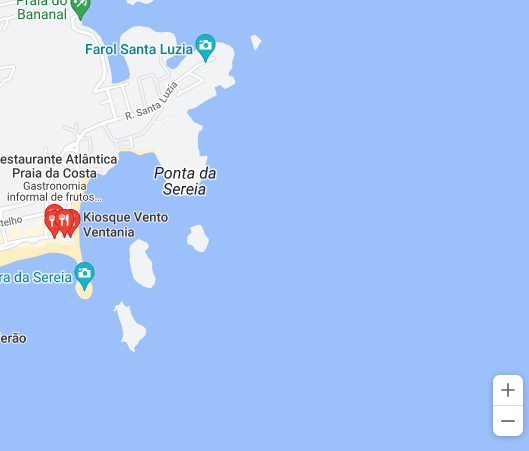 Praia do
Bananal
Farol Santa Luzia
R. Santa Luzia
estaurante Atlântica
Praia da Costa
Gastronomia
informal de frutos...
Ponta da
Sereia
telho
Kiosque Vento
Ventania
ra da Sereia
erão
+
−